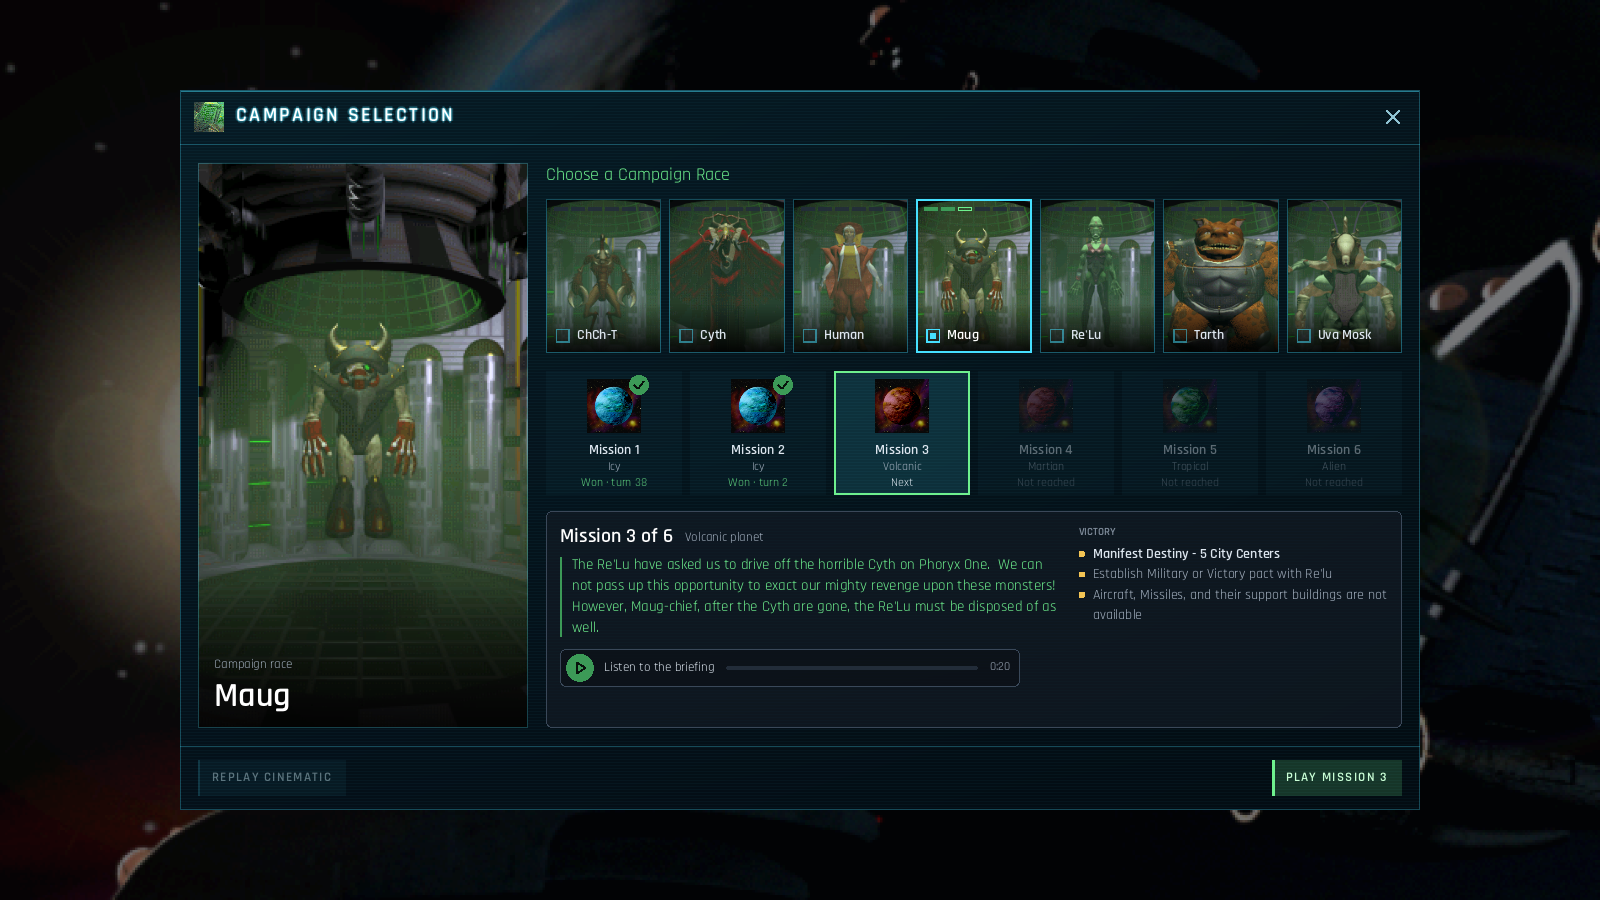 CAMPAIGN SELECTION
Choose a Campaign Race
ChCh-T
Cyth
Human
Maug
Re'Lu
Tarth
Uva Mosk
Mission 1
Icy
Won · turn 38
Mission 2
Icy
Won · turn 2
Mission 3
Volcanic
Next
Mission 4
Martian
Not reached
Mission 5
Tropical
Not reached
Mission 6
Alien
Not reached
Campaign race
Maug
Mission 3 of 6 Volcanic planet
The Re'Lu have asked us to drive off the horrible Cyth on Phoryx One. We can
not pass up this opportunity to exact our mighty revenge upon these monsters!
However, Maug-chief, after the Cyth are gone, the Re'Lu must be disposed of as
well.
Listen to the briefing 0:20
VICTORY
Manifest Destiny - 5 City Centers
Establish Military or Victory pact with Re'lu
Aircraft, Missiles, and their support buildings are not
available
REPLAY CINEMATIC
PLAY MISSION 3